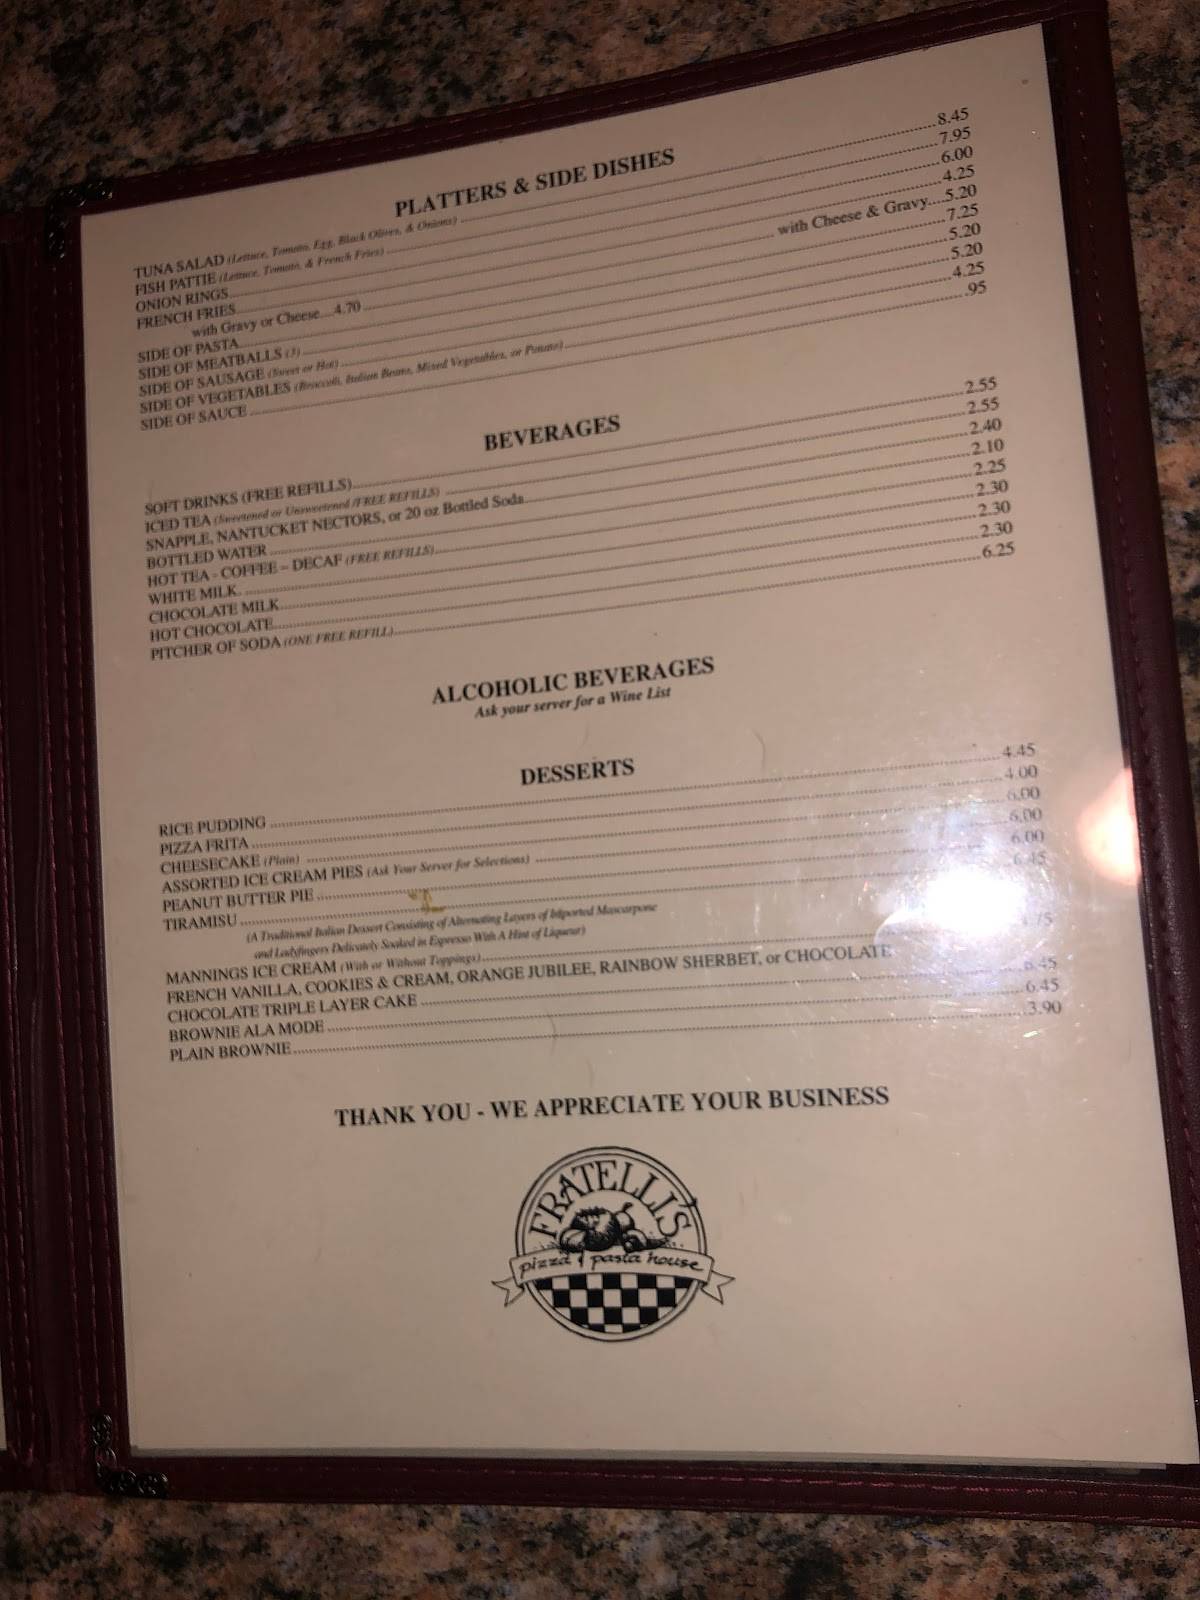 PLATTERS & SIDE DISHES
TUNA SALAD (Lettuce, Tomato, Egg, Black Olives, & Onions) 8.45
FISH PATTIE (Lettuce, Tomato, & French Fries) 7.95
ONION RINGS 6.00
FRENCH FRIES 4.25
with Gravy or Cheese....4.70 with Cheese & Gravy....5.20
SIDE OF PASTA 7.25
SIDE OF MEATBALLS (3) 5.20
SIDE OF SAUSAGE (Sweet or Hot) 5.20
SIDE OF VEGETABLES (Broccoli, Italian Beans, Mixed Vegetables, or Potato) 4.25
SIDE OF SAUCE .95
BEVERAGES
SOFT DRINKS (FREE REFILLS) 2.55
ICED TEA (Sweetened or Unsweetened /FREE REFILLS) 2.55
SNAPPLE, NANTUCKET NECTORS, or 20 oz Bottled Soda 2.40
BOTTLED WATER 2.10
HOT TEA - COFFEE – DECAF (FREE REFILLS) 2.25
WHITE MILK 2.30
CHOCOLATE MILK 2.30
HOT CHOCOLATE 2.30
PITCHER OF SODA (ONE FREE REFILL) 6.25
ALCOHOLIC BEVERAGES
Ask your server for a Wine List
DESSERTS
RICE PUDDING 4.45
PIZZA FRITA 4.00
CHEESECAKE (Plain) 6.00
ASSORTED ICE CREAM PIES (Ask Your Server for Selections) 6.00
PEANUT BUTTER PIE 6.00
TIRAMISU 6.45
(A Traditional Italian Dessert Consisting of Alternating Layers of Imported Mascarpone
and Ladyfingers Delicately Soaked in Espresso With A Hint of Liqueur)
MANNINGS ICE CREAM (With or Without Toppings)
FRENCH VANILLA, COOKIES & CREAM, ORANGE JUBILEE, RAINBOW SHERBET, or CHOCOLATE
CHOCOLATE TRIPLE LAYER CAKE 6.45
BROWNIE ALA MODE 6.45
PLAIN BROWNIE 3.90
THANK YOU - WE APPRECIATE YOUR BUSINESS
FRATELLI'S
pizza & pasta house